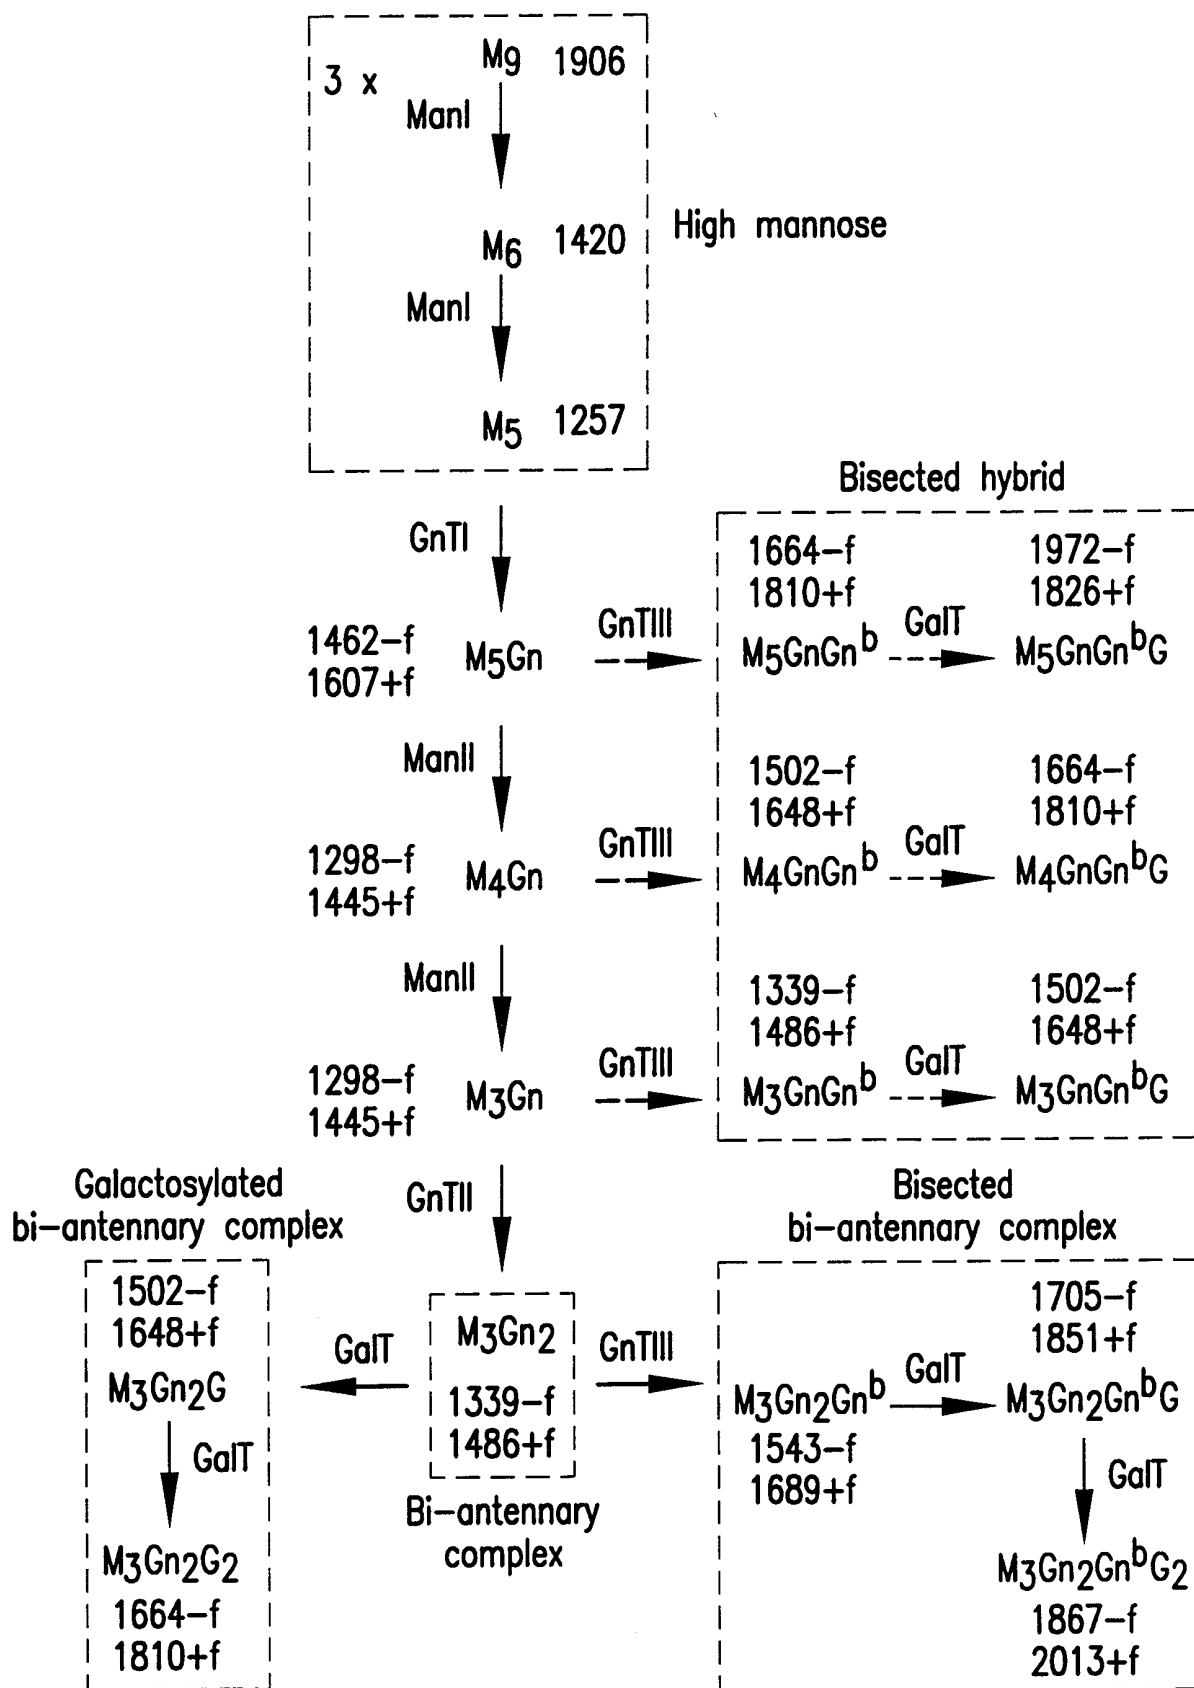 3 x
M9 1906
ManI
M6 1420
High mannose
ManI
M5 1257
Bisected hybrid
GnTI
1664-f
1810+f
1972-f
1826+f
1462-f
1607+f
M5Gn
GnTIII
M5GnGnb
GalT
M5GnGnbG
ManII
1502-f
1648+f
1664-f
1810+f
1298-f
1445+f
M4Gn
GnTIII
M4GnGnb
GalT
M4GnGnbG
ManII
1339-f
1486+f
1502-f
1648+f
1298-f
1445+f
M3Gn
GnTIII
M3GnGnb
GalT
M3GnGnbG
Galactosylated
bi-antennary complex
GnTII
Bisected
bi-antennary complex
1502-f
1648+f
M3Gn2G
GalT
M3Gn2G2
1664-f
1810+f
GalT
M3Gn2
1339-f
1486+f
Bi-antennary
complex
GnTIII
M3Gn2Gnb
1543-f
1689+f
GalT
1705-f
1851+f
M3Gn2GnbG
GalT
M3Gn2GnbG2
1867-f
2013+f